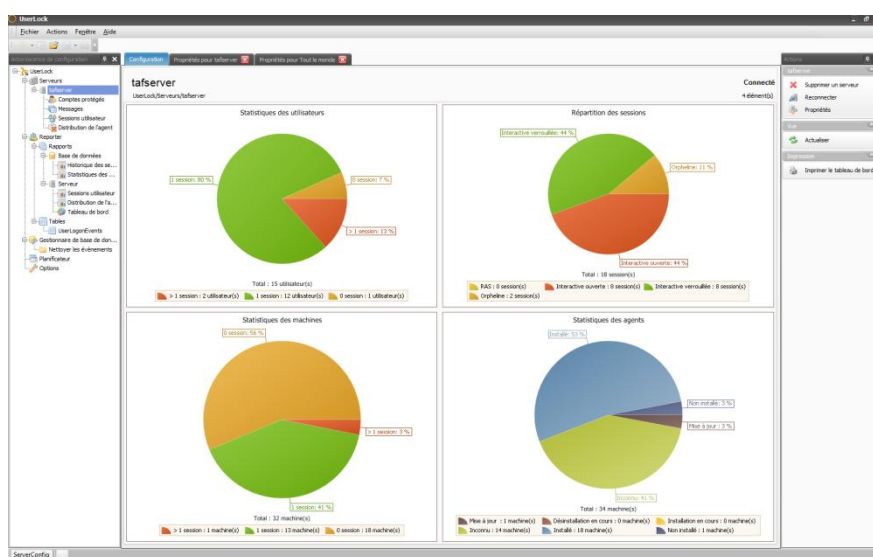 UserLock
Fichier Actions Fenêtre Aide
Configuration Propriétés pour tafserver Propriétés pour Tout le monde
Actions
UserLock
Serveurs
tafserver
Comptes protégés
Messages
Sessions utilisateur
Distribution de l'agent
Reporter
Rapports
Base de données
Historique des se...
Statistiques des ...
Serveur
Sessions utilisateur
Distribution de l'a...
Tableau de bord
Tables
UserLogonEvents
Gestionnaire de base de don...
Nettoyer les évènements
Planificateur
Options
tafserver
Connecté
UserLock/Serveurs/tafserver
4 élément(s)
Statistiques des utilisateurs
1 session: 80 %
0 session: 7 %
> 1 session: 13 %
Total : 15 utilisateur(s)
> 1 session : 2 utilisateur(s) 1 session : 12 utilisateur(s) 0 session : 1 utilisateur(s)
Répartition des sessions
Interactive verrouillée: 44 %
Orpheline: 11 %
Interactive ouverte: 44 %
Total : 18 session(s)
RAS : 0 session(s) Interactive ouverte : 8 session(s) Interactive verrouillée : 8 session(s)
Orpheline : 2 session(s)
Statistiques des machines
0 session: 56 %
> 1 session: 3 %
1 session: 41 %
Total : 32 machine(s)
> 1 session : 1 machine(s) 1 session : 13 machine(s) 0 session : 18 machine(s)
Statistiques des agents
Installé: 53 %
Non installé: 3 %
Mise à jour : 3 %
Inconnu: 41 %
Total : 34 machine(s)
Mise à jour : 1 machine(s) Désinstallation en cours : 0 machine(s) Installation en cours : 0 machine(s)
Inconnu : 14 machine(s) Installé : 18 machine(s) Non installé : 1 machine(s)
tafserver
Supprimer un serveur
Reconnecter
Propriétés
Vue
Actualiser
Impression
Imprimer le tableau de bord
ServerConfig